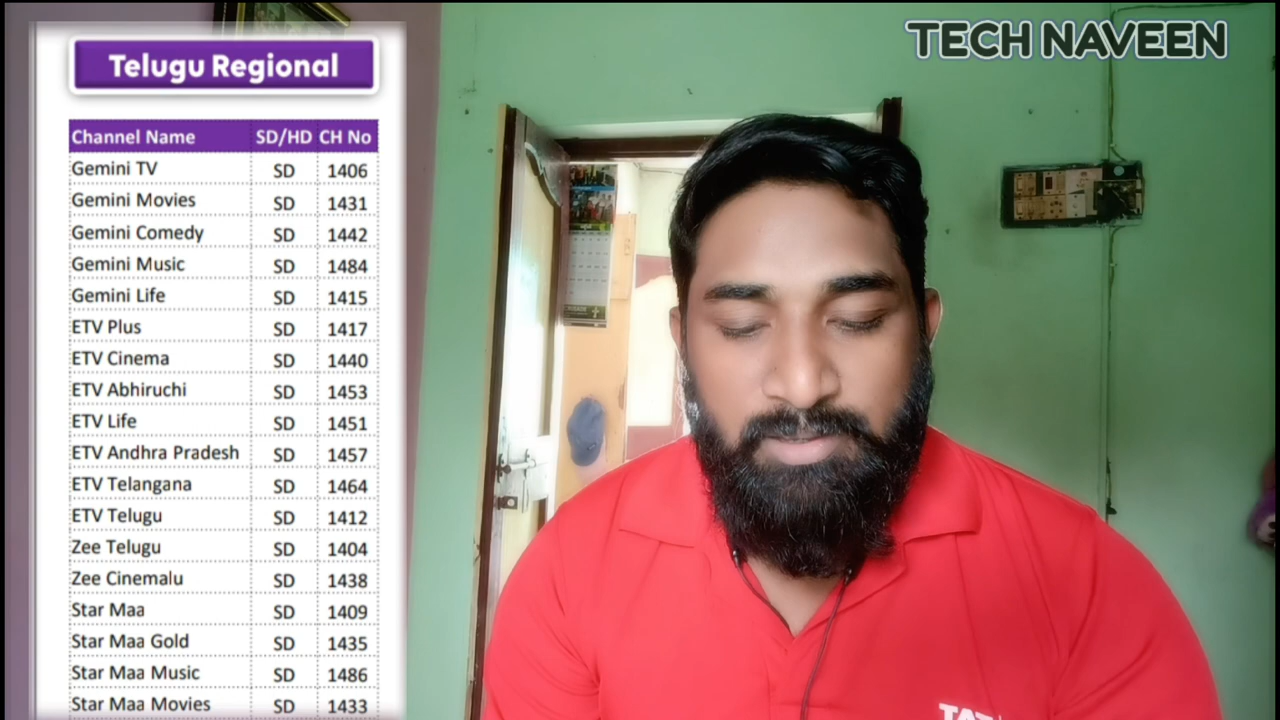 TECH NAVEEN
Telugu Regional
Channel Name SD/HD CH No
Gemini TV SD 1406
Gemini Movies SD 1431
Gemini Comedy SD 1442
Gemini Music SD 1484
Gemini Life SD 1415
ETV Plus SD 1417
ETV Cinema SD 1440
ETV Abhiruchi SD 1453
ETV Life SD 1451
ETV Andhra Pradesh SD 1457
ETV Telangana SD 1464
ETV Telugu SD 1412
Zee Telugu SD 1404
Zee Cinemalu SD 1438
Star Maa SD 1409
Star Maa Gold SD 1435
Star Maa Music SD 1486
Star Maa Movies SD 1433